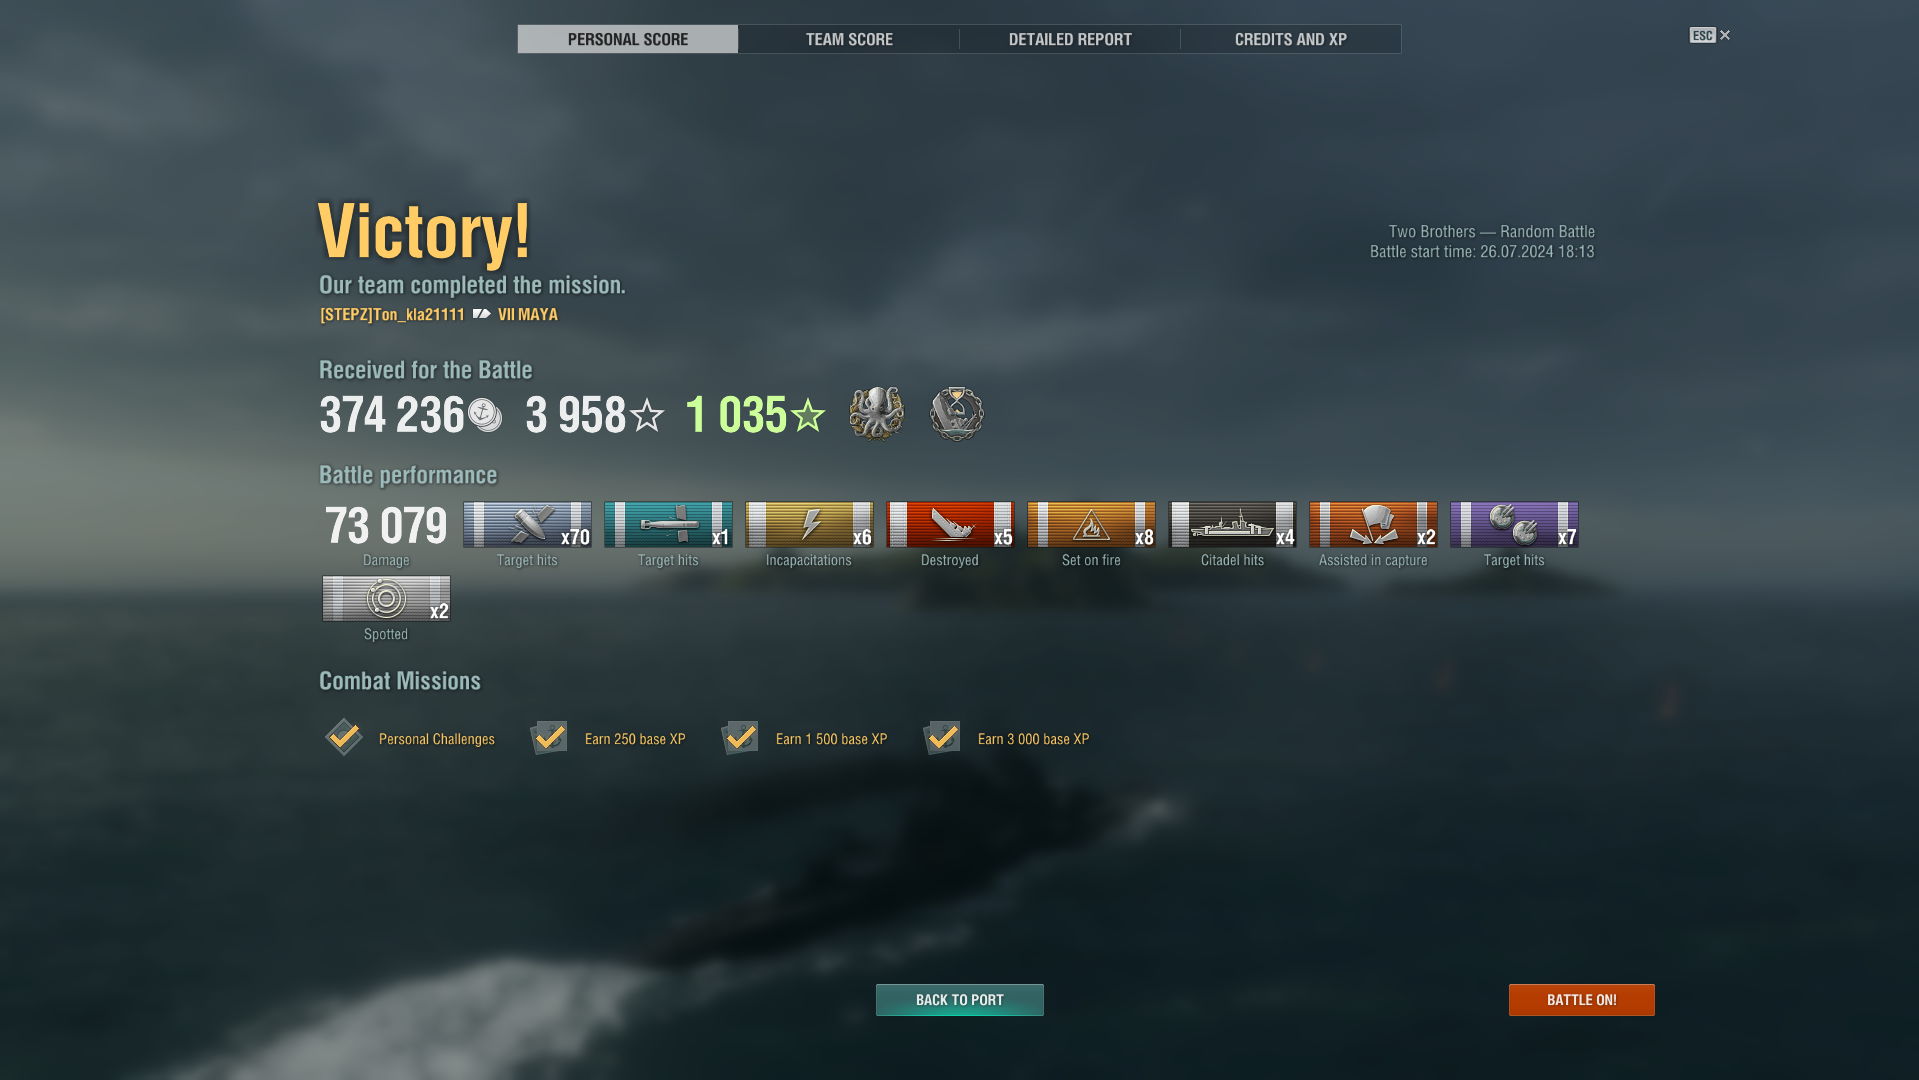 PERSONAL SCORE
TEAM SCORE
DETAILED REPORT
CREDITS AND XP
ESC
Victory!
Our team completed the mission.
[STEPZ]Ton_kla21111 VII MAYA
Two Brothers — Random Battle
Battle start time: 26.07.2024 18:13
Received for the Battle
374 236 3 958 1 035
Battle performance
73 079
Damage
x70
Target hits
x1
Target hits
x6
Incapacitations
x5
Destroyed
x8
Set on fire
x4
Citadel hits
x2
Assisted in capture
x7
Target hits
x2
Spotted
Combat Missions
Personal Challenges
Earn 250 base XP
Earn 1 500 base XP
Earn 3 000 base XP
BACK TO PORT
BATTLE ON!